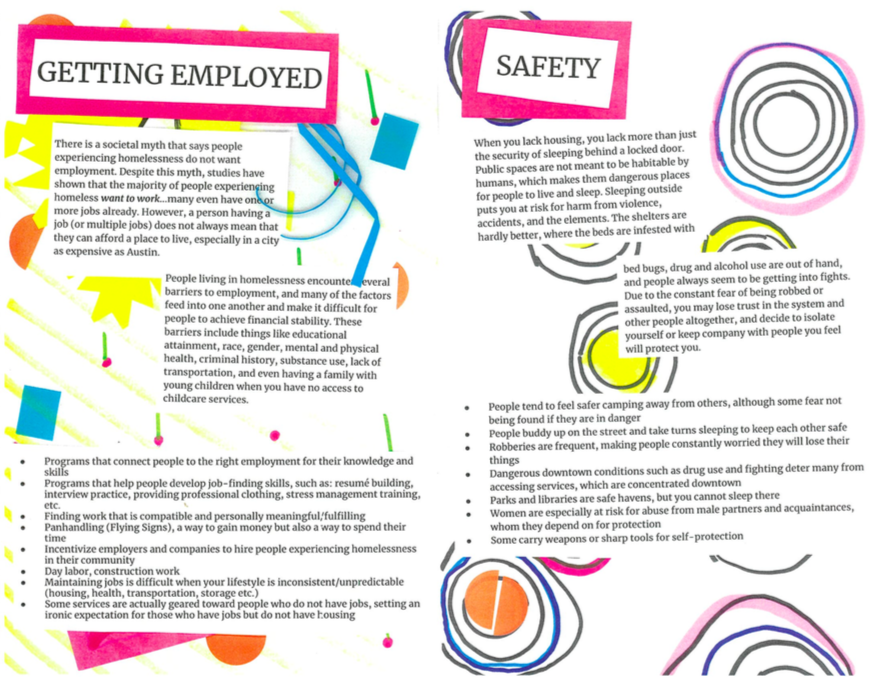 GETTING EMPLOYED
There is a societal myth that says people
experiencing homelessness do not want
employment. Despite this myth, studies have
shown that the majority of people experiencing
homeless want to work...many even have one or
more jobs already. However, a person having a
job (or multiple jobs) does not always mean that
they can afford a place to live, especially in a city
as expensive as Austin.
People living in homelessness encounter several
barriers to employment, and many of the factors
feed into one another and make it difficult for
people to achieve financial stability. These
barriers include things like educational
attainment, race, gender, mental and physical
health, criminal history, substance use, lack of
transportation, and even having a family with
young children when you have no access to
childcare services.
• Programs that connect people to the right employment for their knowledge and
skills
• Programs that help people develop job-finding skills, such as: resumé building,
interview practice, providing professional clothing, stress management training,
etc.
• Finding work that is compatible and personally meaningful/fulfilling
• Panhandling (Flying Signs), a way to gain money but also a way to spend their
time
• Incentivize employers and companies to hire people experiencing homelessness
in their community
• Day labor, construction work
• Maintaining jobs is difficult when your lifestyle is inconsistent/unpredictable
(housing, health, transportation, storage etc.)
• Some services are actually geared toward people who do not have jobs, setting an
ironic expectation for those who have jobs but do not have housing
SAFETY
When you lack housing, you lack more than just
the security of sleeping behind a locked door.
Public spaces are not meant to be habitable by
humans, which makes them dangerous places
for people to live and sleep. Sleeping outside
puts you at risk for harm from violence,
accidents, and the elements. The shelters are
hardly better, where the beds are infested with
bed bugs, drug and alcohol use are out of hand,
and people always seem to be getting into fights.
Due to the constant fear of being robbed or
assaulted, you may lose trust in the system and
other people altogether, and decide to isolate
yourself or keep company with people you feel
will protect you.
• People tend to feel safer camping away from others, although some fear not
being found if they are in danger
• People buddy up on the street and take turns sleeping to keep each other safe
• Robberies are frequent, making people constantly worried they will lose their
things
• Dangerous downtown conditions such as drug use and fighting deter many from
accessing services, which are concentrated downtown
• Parks and libraries are safe havens, but you cannot sleep there
• Women are especially at risk for abuse from male partners and acquaintances,
whom they depend on for protection
• Some carry weapons or sharp tools for self-protection